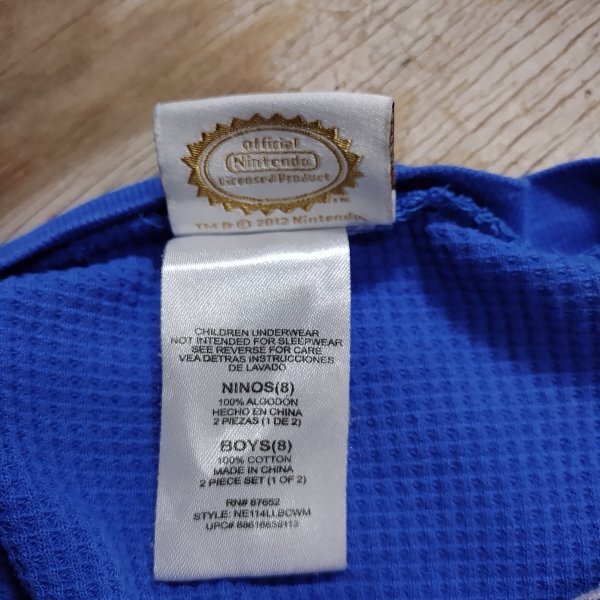 Official
Nintendo
Licensed Product
TM & © 2012 Nintendo
CHILDREN UNDERWEAR
NOT INTENDED FOR SLEEPWEAR
SEE REVERSE FOR CARE
VEA DETRAS INSTRUCCIONES
DE LAVADO
NINOS(8)
100% ALGODON
HECHO EN CHINA
2 PIEZAS (1 DE 2)
BOYS(8)
100% COTTON
MADE IN CHINA
2 PIECE SET (1 OF 2)
RN# 87652
STYLE: NE114LLBCWM
UPC#